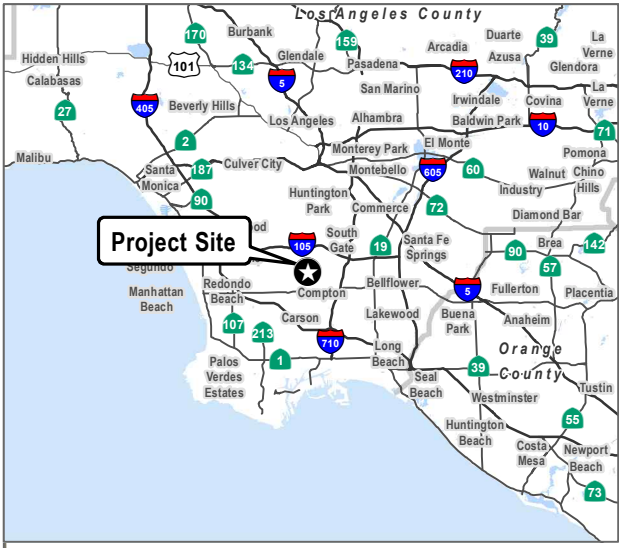 Los Angeles County
170
Burbank
159
Duarte
39
La
Verne
Hidden Hills
101
134
Glendale
Pasadena
Arcadia
Azusa
Glendora
Calabasas
5
210
San Marino
La
Verne
27
405
Beverly Hills
Irwindale
Covina
Los Angeles
Alhambra
Baldwin Park
10
71
2
Monterey Park
El Monte
Pomona
Malibu
Santa
Monica
187
Culver City
Montebello
605
60
Walnut
Chino
Hills
Industry
90
Huntington
Park
Commerce
72
Diamond Bar
ood
105
South
Gate
19
Santa Fe
Springs
90
Brea
142
Project Site
57
Segundo
Redondo
Beach
Compton
Bellflower
5
Fullerton
Placentia
Manhattan
Beach
Carson
Lakewood
Buena
Park
Anaheim
107
213
710
Long
Beach
Orange
County
Palos
Verdes
Estates
1
Seal
Beach
39
Westminster
Tustin
55
Huntington
Beach
Costa
Mesa
Newport
Beach
73